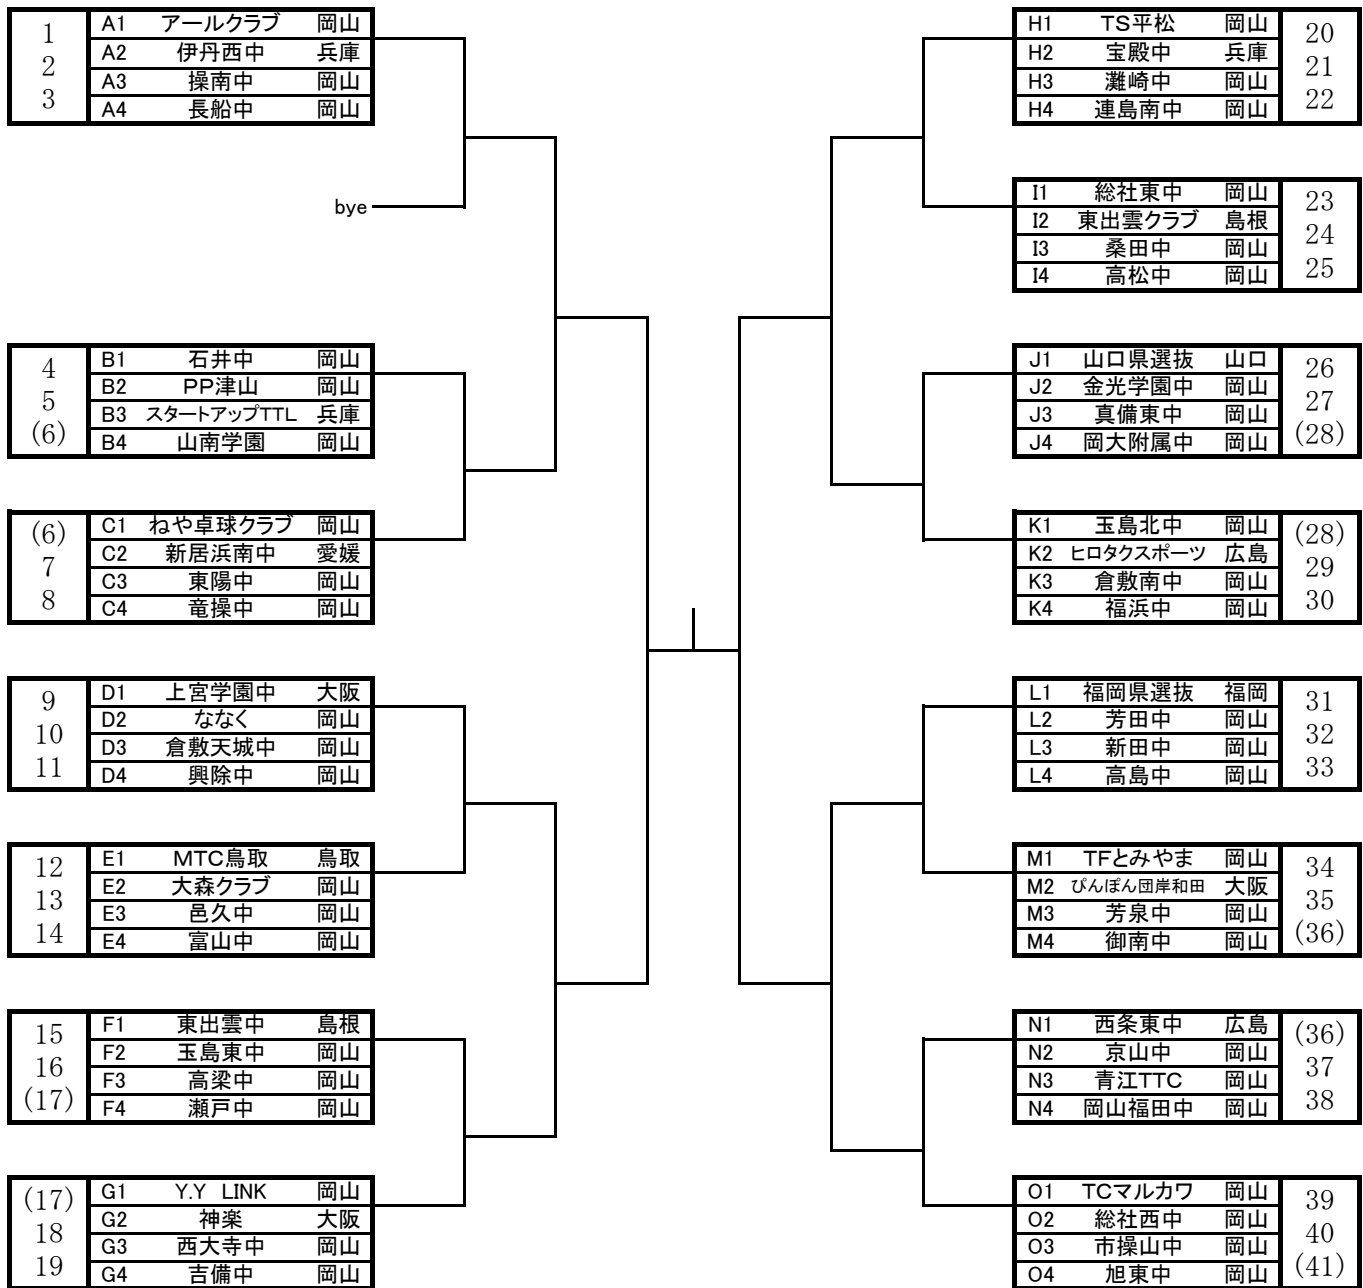 1
2
3
A1 アールクラブ 岡山
A2 伊丹西中 兵庫
A3 操南中 岡山
A4 長船中 岡山
bye
4
5
(6)
B1 石井中 岡山
B2 PP津山 岡山
B3 スタートアップTTL 兵庫
B4 山南学園 岡山
(6)
7
8
C1 ねや卓球クラブ 岡山
C2 新居浜南中 愛媛
C3 東陽中 岡山
C4 竜操中 岡山
9
10
11
D1 上宮学園中 大阪
D2 ななく 岡山
D3 倉敷天城中 岡山
D4 興除中 岡山
12
13
14
E1 MTC鳥取 鳥取
E2 大森クラブ 岡山
E3 邑久中 岡山
E4 富山中 岡山
15
16
(17)
F1 東出雲中 島根
F2 玉島東中 岡山
F3 高梁中 岡山
F4 瀬戸中 岡山
(17)
18
19
G1 Y.Y LINK 岡山
G2 神楽 大阪
G3 西大寺中 岡山
G4 吉備中 岡山
H1 TS平松 岡山
H2 宝殿中 兵庫
H3 灘崎中 岡山
H4 連島南中 岡山
20
21
22
I1 総社東中 岡山
I2 東出雲クラブ 島根
I3 桑田中 岡山
I4 高松中 岡山
23
24
25
J1 山口県選抜 山口
J2 金光学園中 岡山
J3 真備東中 岡山
J4 岡大附属中 岡山
26
27
(28)
K1 玉島北中 岡山
K2 ヒロタクスポーツ 広島
K3 倉敷南中 岡山
K4 福浜中 岡山
(28)
29
30
L1 福岡県選抜 福岡
L2 芳田中 岡山
L3 新田中 岡山
L4 高島中 岡山
31
32
33
M1 TFとみやま 岡山
M2 ぴんぽん団岸和田 大阪
M3 芳泉中 岡山
M4 御南中 岡山
34
35
(36)
N1 西条東中 広島
N2 京山中 岡山
N3 青江TTC 岡山
N4 岡山福田中 岡山
(36)
37
38
O1 TCマルカワ 岡山
O2 総社西中 岡山
O3 市操山中 岡山
O4 旭東中 岡山
39
40
(41)